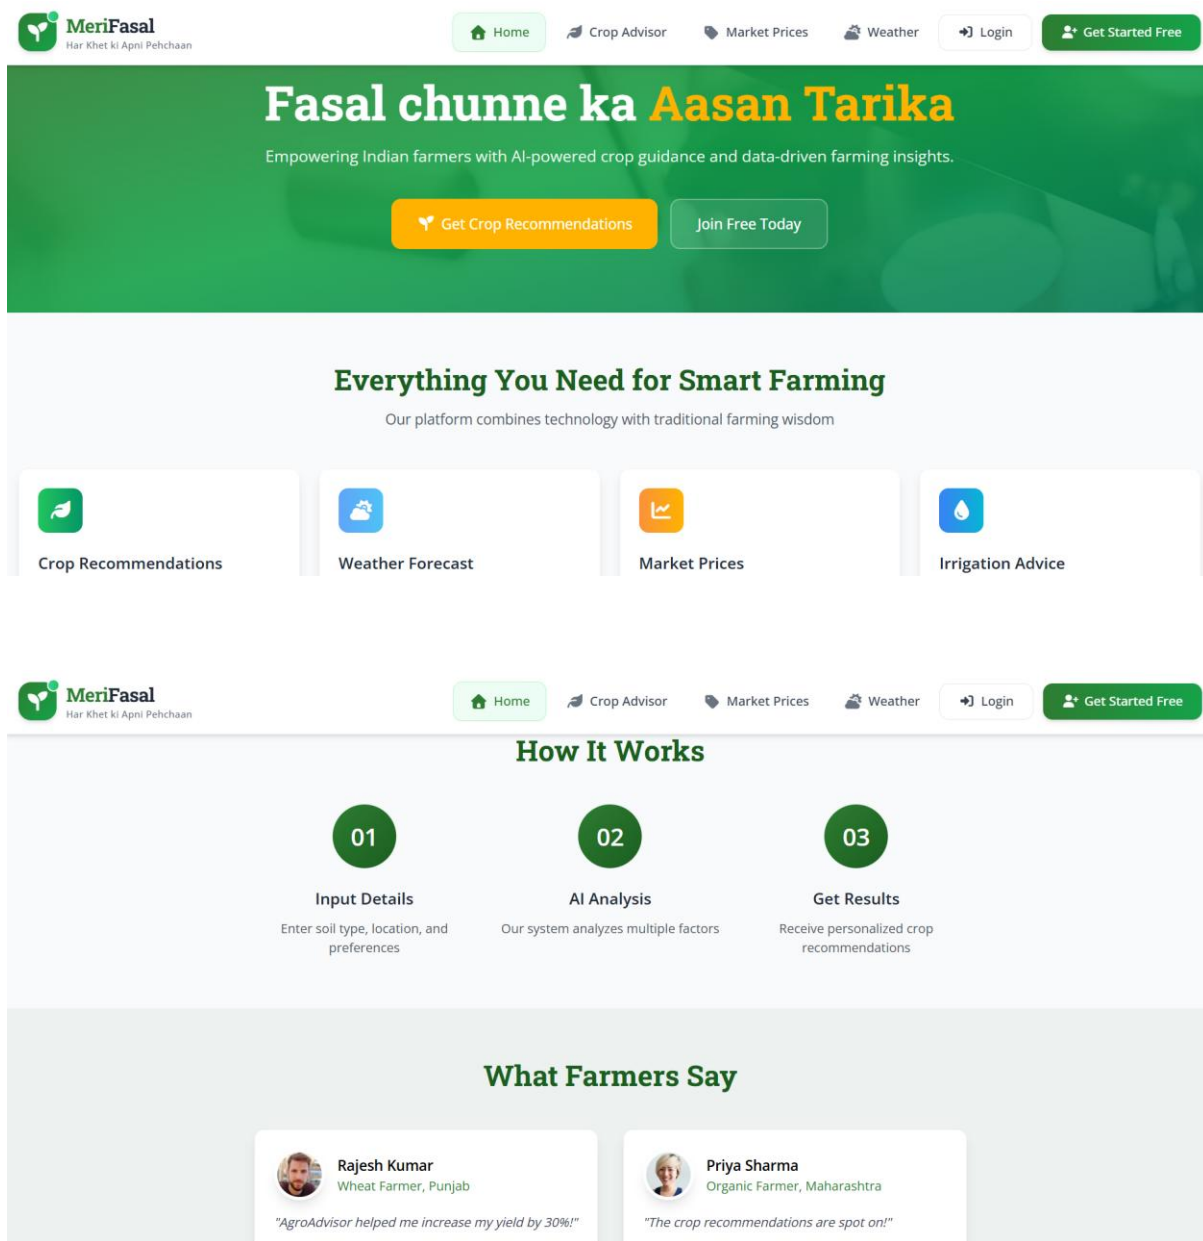 MeriFasal
Har Khet ki Apni Pehchaan
Home
Crop Advisor
Market Prices
Weather
Login
Get Started Free
Fasal chunne ka Aasan Tarika
Empowering Indian farmers with AI-powered crop guidance and data-driven farming insights.
Get Crop Recommendations
Join Free Today
Everything You Need for Smart Farming
Our platform combines technology with traditional farming wisdom
Crop Recommendations
Weather Forecast
Market Prices
Irrigation Advice
MeriFasal
Har Khet ki Apni Pehchaan
Home
Crop Advisor
Market Prices
Weather
Login
Get Started Free
How It Works
01
Input Details
Enter soil type, location, and
preferences
02
AI Analysis
Our system analyzes multiple factors
03
Get Results
Receive personalized crop
recommendations
What Farmers Say
Rajesh Kumar
Wheat Farmer, Punjab
"AgroAdvisor helped me increase my yield by 30%!"
Priya Sharma
Organic Farmer, Maharashtra
"The crop recommendations are spot on!"